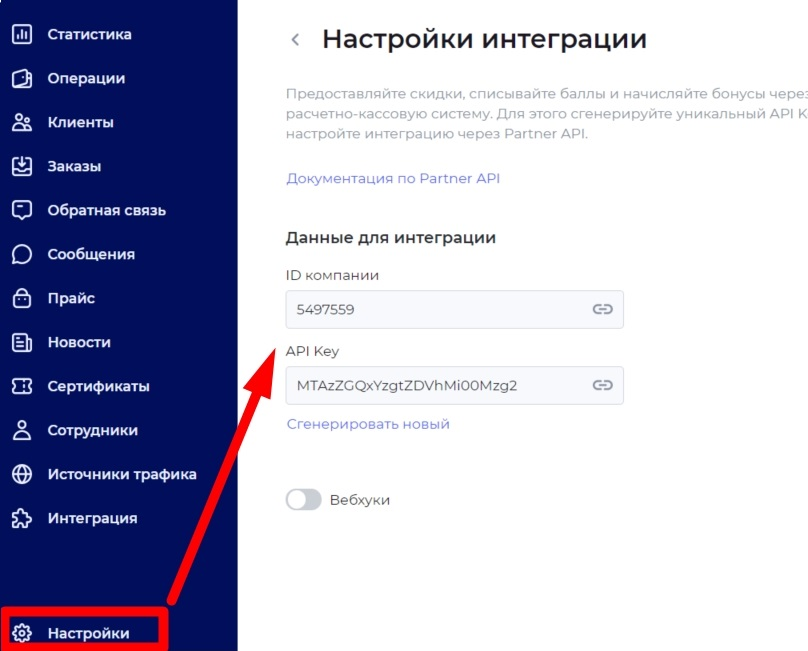 Статистика
Операции
Клиенты
Заказы
Обратная связь
Сообщения
Прайс
Новости
Сертификаты
Сотрудники
Источники трафика
Интеграция
Настройки
Настройки интеграции
Предоставляйте скидки, списывайте баллы и начисляйте бонусы через
расчетно-кассовую систему. Для этого сгенерируйте уникальный API K
настройте интеграцию через Partner API.
Документация по Partner API
Данные для интеграции
ID компании
5497559
API Key
MTAzZGQxYzgtZDVhMi00Mzg2
Сгенерировать новый
Вебхуки